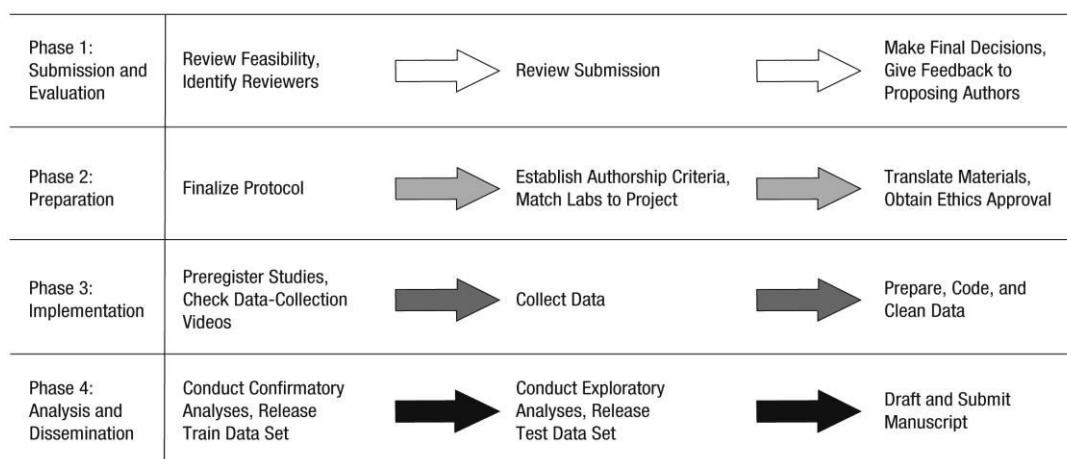 Phase 1:
Submission and
Evaluation
Review Feasibility,
Identify Reviewers
Review Submission
Make Final Decisions,
Give Feedback to
Proposing Authors
Phase 2:
Preparation
Finalize Protocol
Establish Authorship Criteria,
Match Labs to Project
Translate Materials,
Obtain Ethics Approval
Phase 3:
Implementation
Preregister Studies,
Check Data-Collection
Videos
Collect Data
Prepare, Code, and
Clean Data
Phase 4:
Analysis and
Dissemination
Conduct Confirmatory
Analyses, Release
Train Data Set
Conduct Exploratory
Analyses, Release
Test Data Set
Draft and Submit
Manuscript